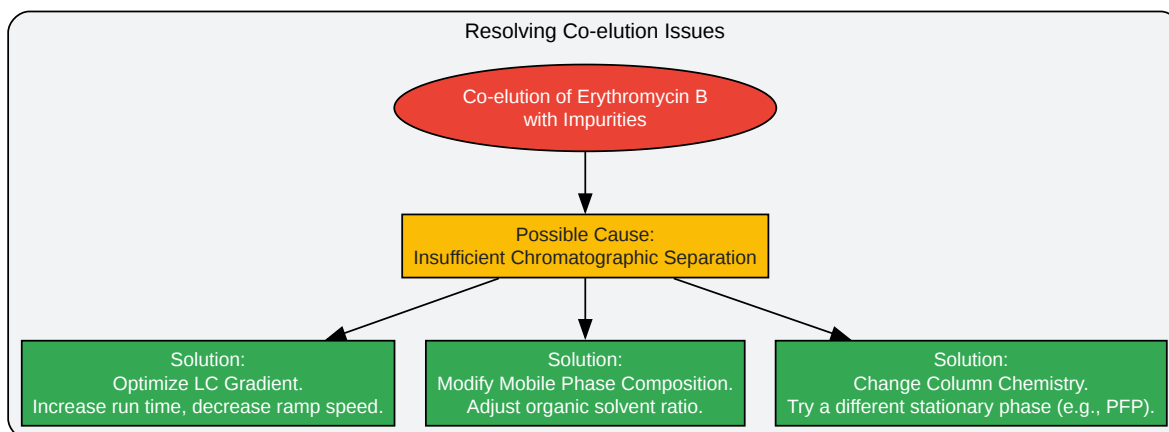 Resolving Co-elution Issues
Co-elution of Erythromycin B
with Impurities
Possible Cause:
Insufficient Chromatographic Separation
Solution:
Optimize LC Gradient.
Increase run time, decrease ramp speed.
Solution:
Modify Mobile Phase Composition.
Adjust organic solvent ratio.
Solution:
Change Column Chemistry.
Try a different stationary phase (e.g., PFP).